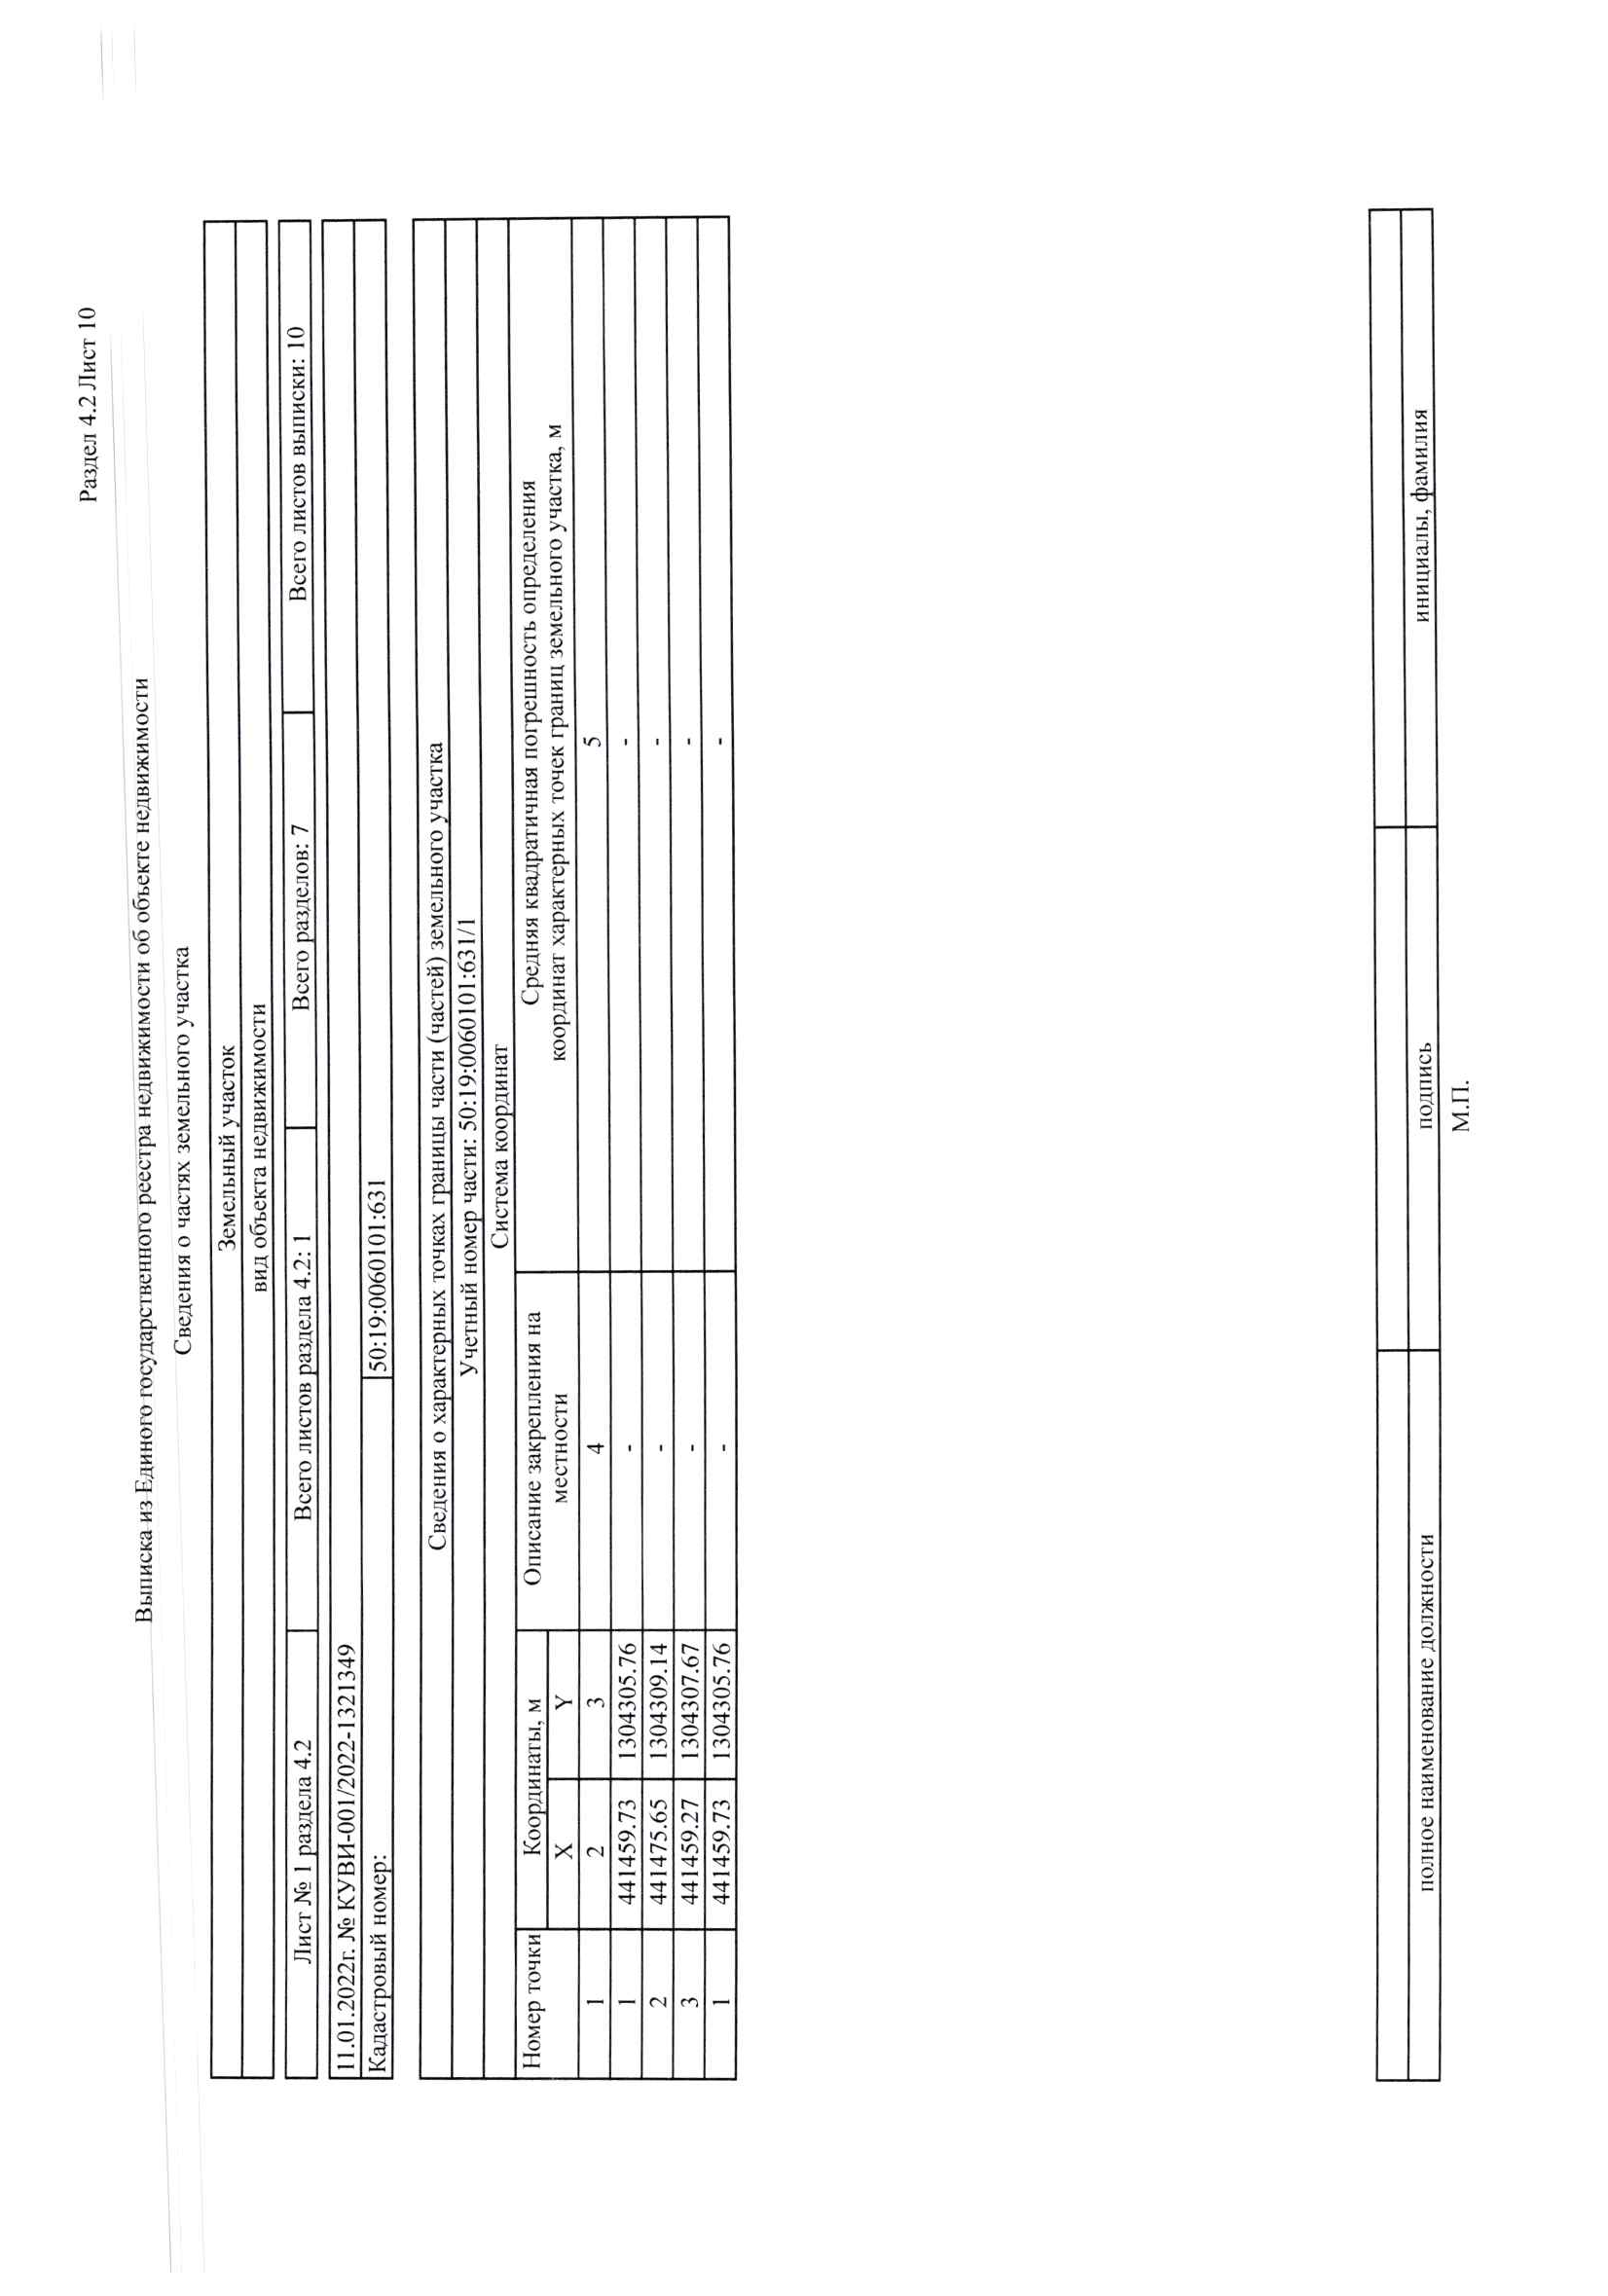 Раздел 4.2 Лист 10
Выписка из Единого государственного реестра недвижимости об объекте недвижимости
Сведения о частях земельного участка
Земельный участок
вид объекта недвижимости
Лист № 1 раздела 4.2 Всего листов раздела 4.2: 1 Всего разделов: 7 Всего листов выписки: 10
11.01.2022г. № КУВИ-001/2022-1321349
Кадастровый номер: 50:19:0060101:631
Сведения о характерных точках границы части (частей) земельного участка
Учетный номер части: 50:19:0060101:631/1
Система координат
Номер точки Координаты, м Описание закрепления на местности Средняя квадратичная погрешность определения
координат характерных точек границ земельного участка, м
X Y
1 2 3 4 5
1 441459.73 1304305.76 - -
2 441475.65 1304309.14 - -
3 441459.27 1304307.67 - -
1 441459.73 1304305.76 - -
полное наименование должности подпись инициалы, фамилия
М.П.